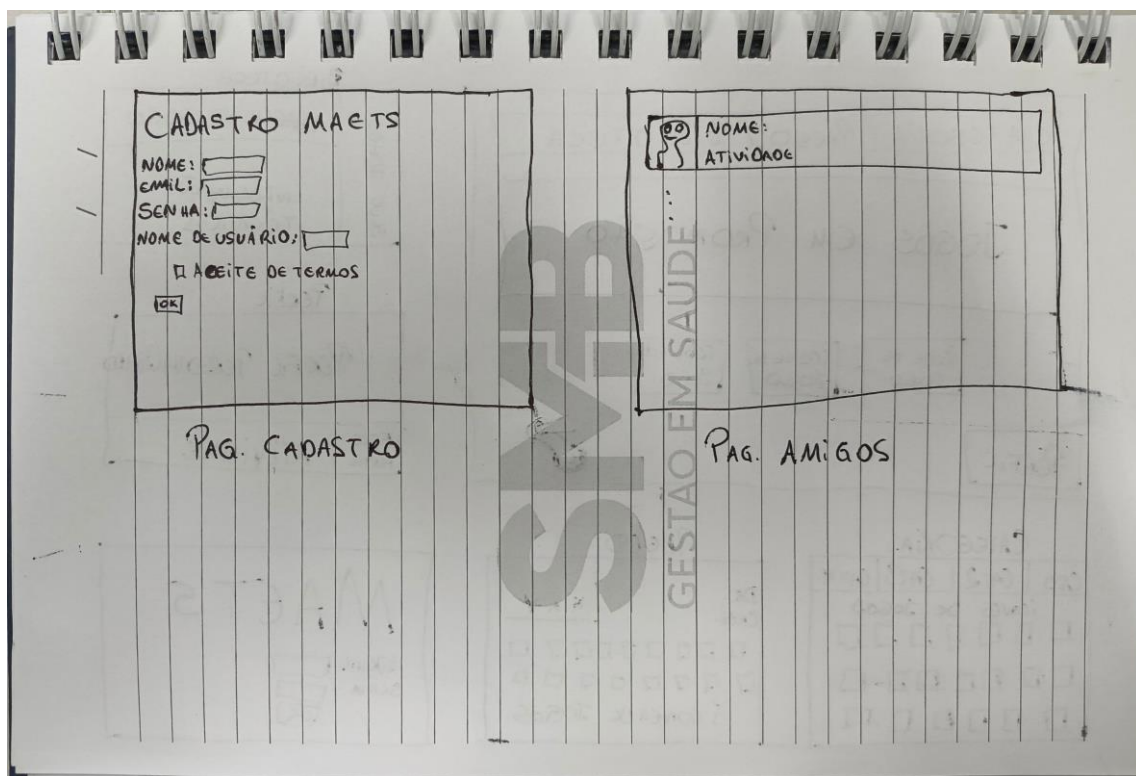 CADASTRO MAETS
NOME:
EMAIL:
SENHA:
NOME DE USUÁRIO:
ACEITE DE TERMOS
OK
PAG. CADASTRO
NOME:
ATIVIDADE
PAG. AMIGOS
SMB
GESTÃO EM SAÚDE